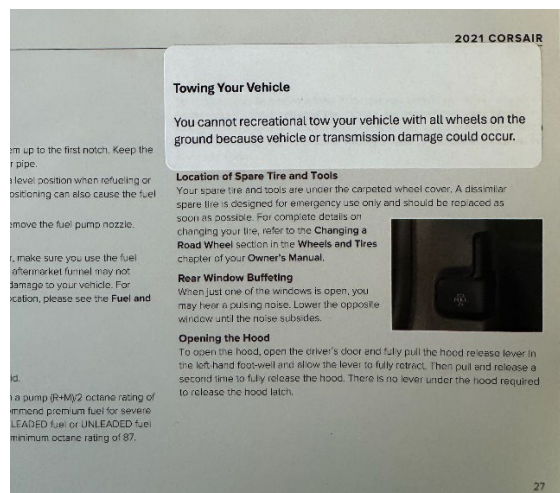 2021 CORSAIR
Towing Your Vehicle
You cannot recreational tow your vehicle with all wheels on the
ground because vehicle or transmission damage could occur.
em up to the first notch. Keep the
r pipe.
level position when refueling or
ositioning can also cause the fuel
emove the fuel pump nozzle.
r, make sure you use the fuel
aftermarket funnel may not
damage to your vehicle. For
ocation, please see the Fuel and
id.
a pump (R+M)/2 octane rating of
mmend premium fuel for severe
LEADED fuel or UNLEADED fuel
minimum octane rating of 87.
Location of Spare Tire and Tools
Your spare tire and tools are under the carpeted wheel cover. A dissimilar
spare tire is designed for emergency use only and should be replaced as
soon as possible. For complete details on
changing your tire, refer to the Changing a
Road Wheel section in the Wheels and Tires
chapter of your Owner's Manual.
Rear Window Buffeting
When just one of the windows is open, you
may hear a pulsing noise. Lower the opposite
window until the noise subsides.
Opening the Hood
To open the hood, open the driver's door and fully pull the hood release lever in
the left-hand foot-well and allow the lever to fully retract. Then pull and release a
second time to fully release the hood. There is no lever under the hood required
to release the hood latch.
27